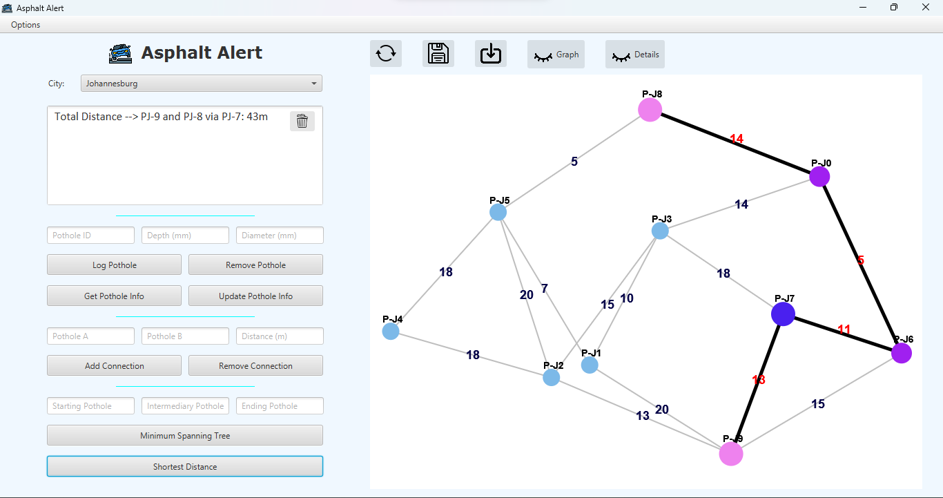 Asphalt Alert
Options
Asphalt Alert
Graph
Details
City:
Johannesburg
Total Distance --> PJ-9 and PJ-8 via PJ-7: 43m
Pothole ID
Depth (mm)
Diameter (mm)
Log Pothole
Remove Pothole
Get Pothole Info
Update Pothole Info
Pothole A
Pothole B
Distance (m)
Add Connection
Remove Connection
Starting Pothole
Intermediary Pothole
Ending Pothole
Minimum Spanning Tree
Shortest Distance
P-J8
14
P-J0
5
P-J5
14
P-J3
5
18
18
20
7
15
10
P-J7
P-J4
11
P-J6
18
P-J2
P-J1
13
15
13
20
P-J9